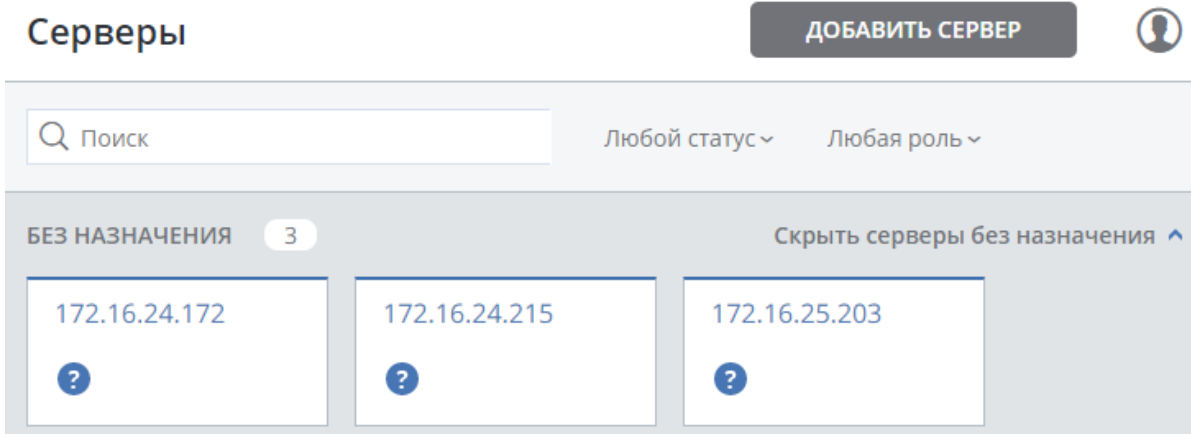 Серверы
ДОБАВИТЬ СЕРВЕР
Поиск
Любой статус
Любая роль
БЕЗ НАЗНАЧЕНИЯ 3
Скрыть серверы без назначения
172.16.24.172
172.16.24.215
172.16.25.203
?
?
?